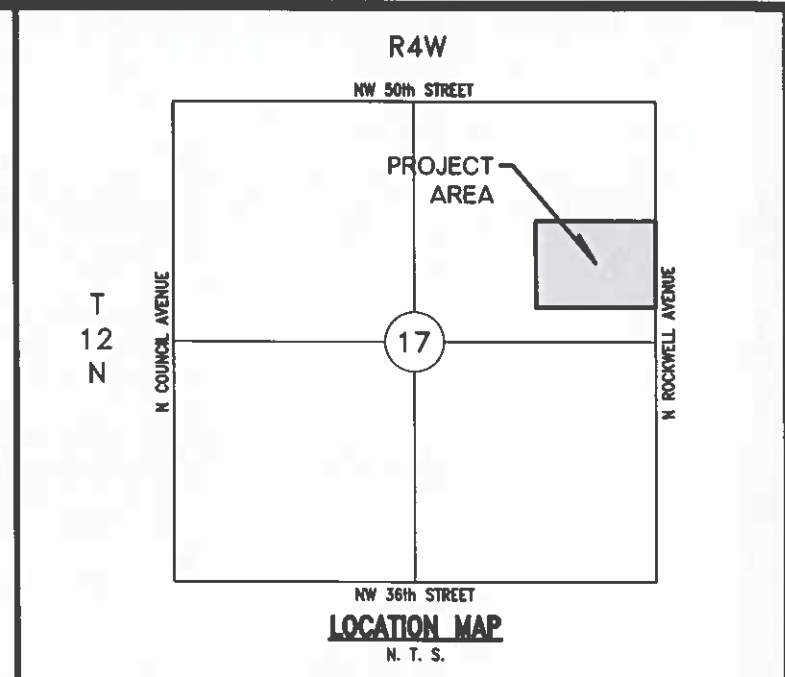 R4W
NW 50th STREET
PROJECT
AREA
T
12
N
N COUNCIL AVENUE
17
N ROCKWELL AVENUE
NW 36th STREET
LOCATION MAP
N. T. S.